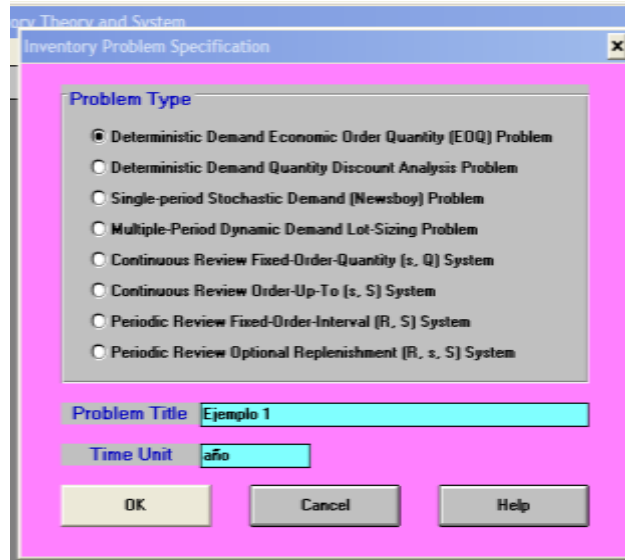 ory Theory and System
Inventory Problem Specification
Problem Type
Deterministic Demand Economic Order Quantity (EOQ) Problem
Deterministic Demand Quantity Discount Analysis Problem
Single-period Stochastic Demand (Newsboy) Problem
Multiple-Period Dynamic Demand Lot-Sizing Problem
Continuous Review Fixed-Order-Quantity (s, Q) System
Continuous Review Order-Up-To (s, S) System
Periodic Review Fixed-Order-Interval (R, S) System
Periodic Review Optional Replenishment (R, s, S) System
Problem Title Ejemplo 1
Time Unit año
OK Cancel Help